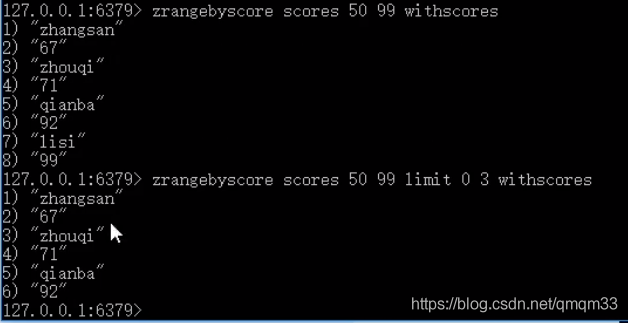 127.0.0.1:6379> zrangebyscore scores 50 99 withscores
1) "zhangsan"
2) "67"
3) "zhouqi"
4) "71"
5) "qianba"
6) "92"
7) "lisi"
8) "99"
127.0.0.1:6379> zrangebyscore scores 50 99 limit 0 3 withscores
1) "zhangsan"
2) "67"
3) "zhouqi"
4) "71"
5) "qianba"
6) "92"
127.0.0.1:6379>
https://blog.csdn.net/qmqm33